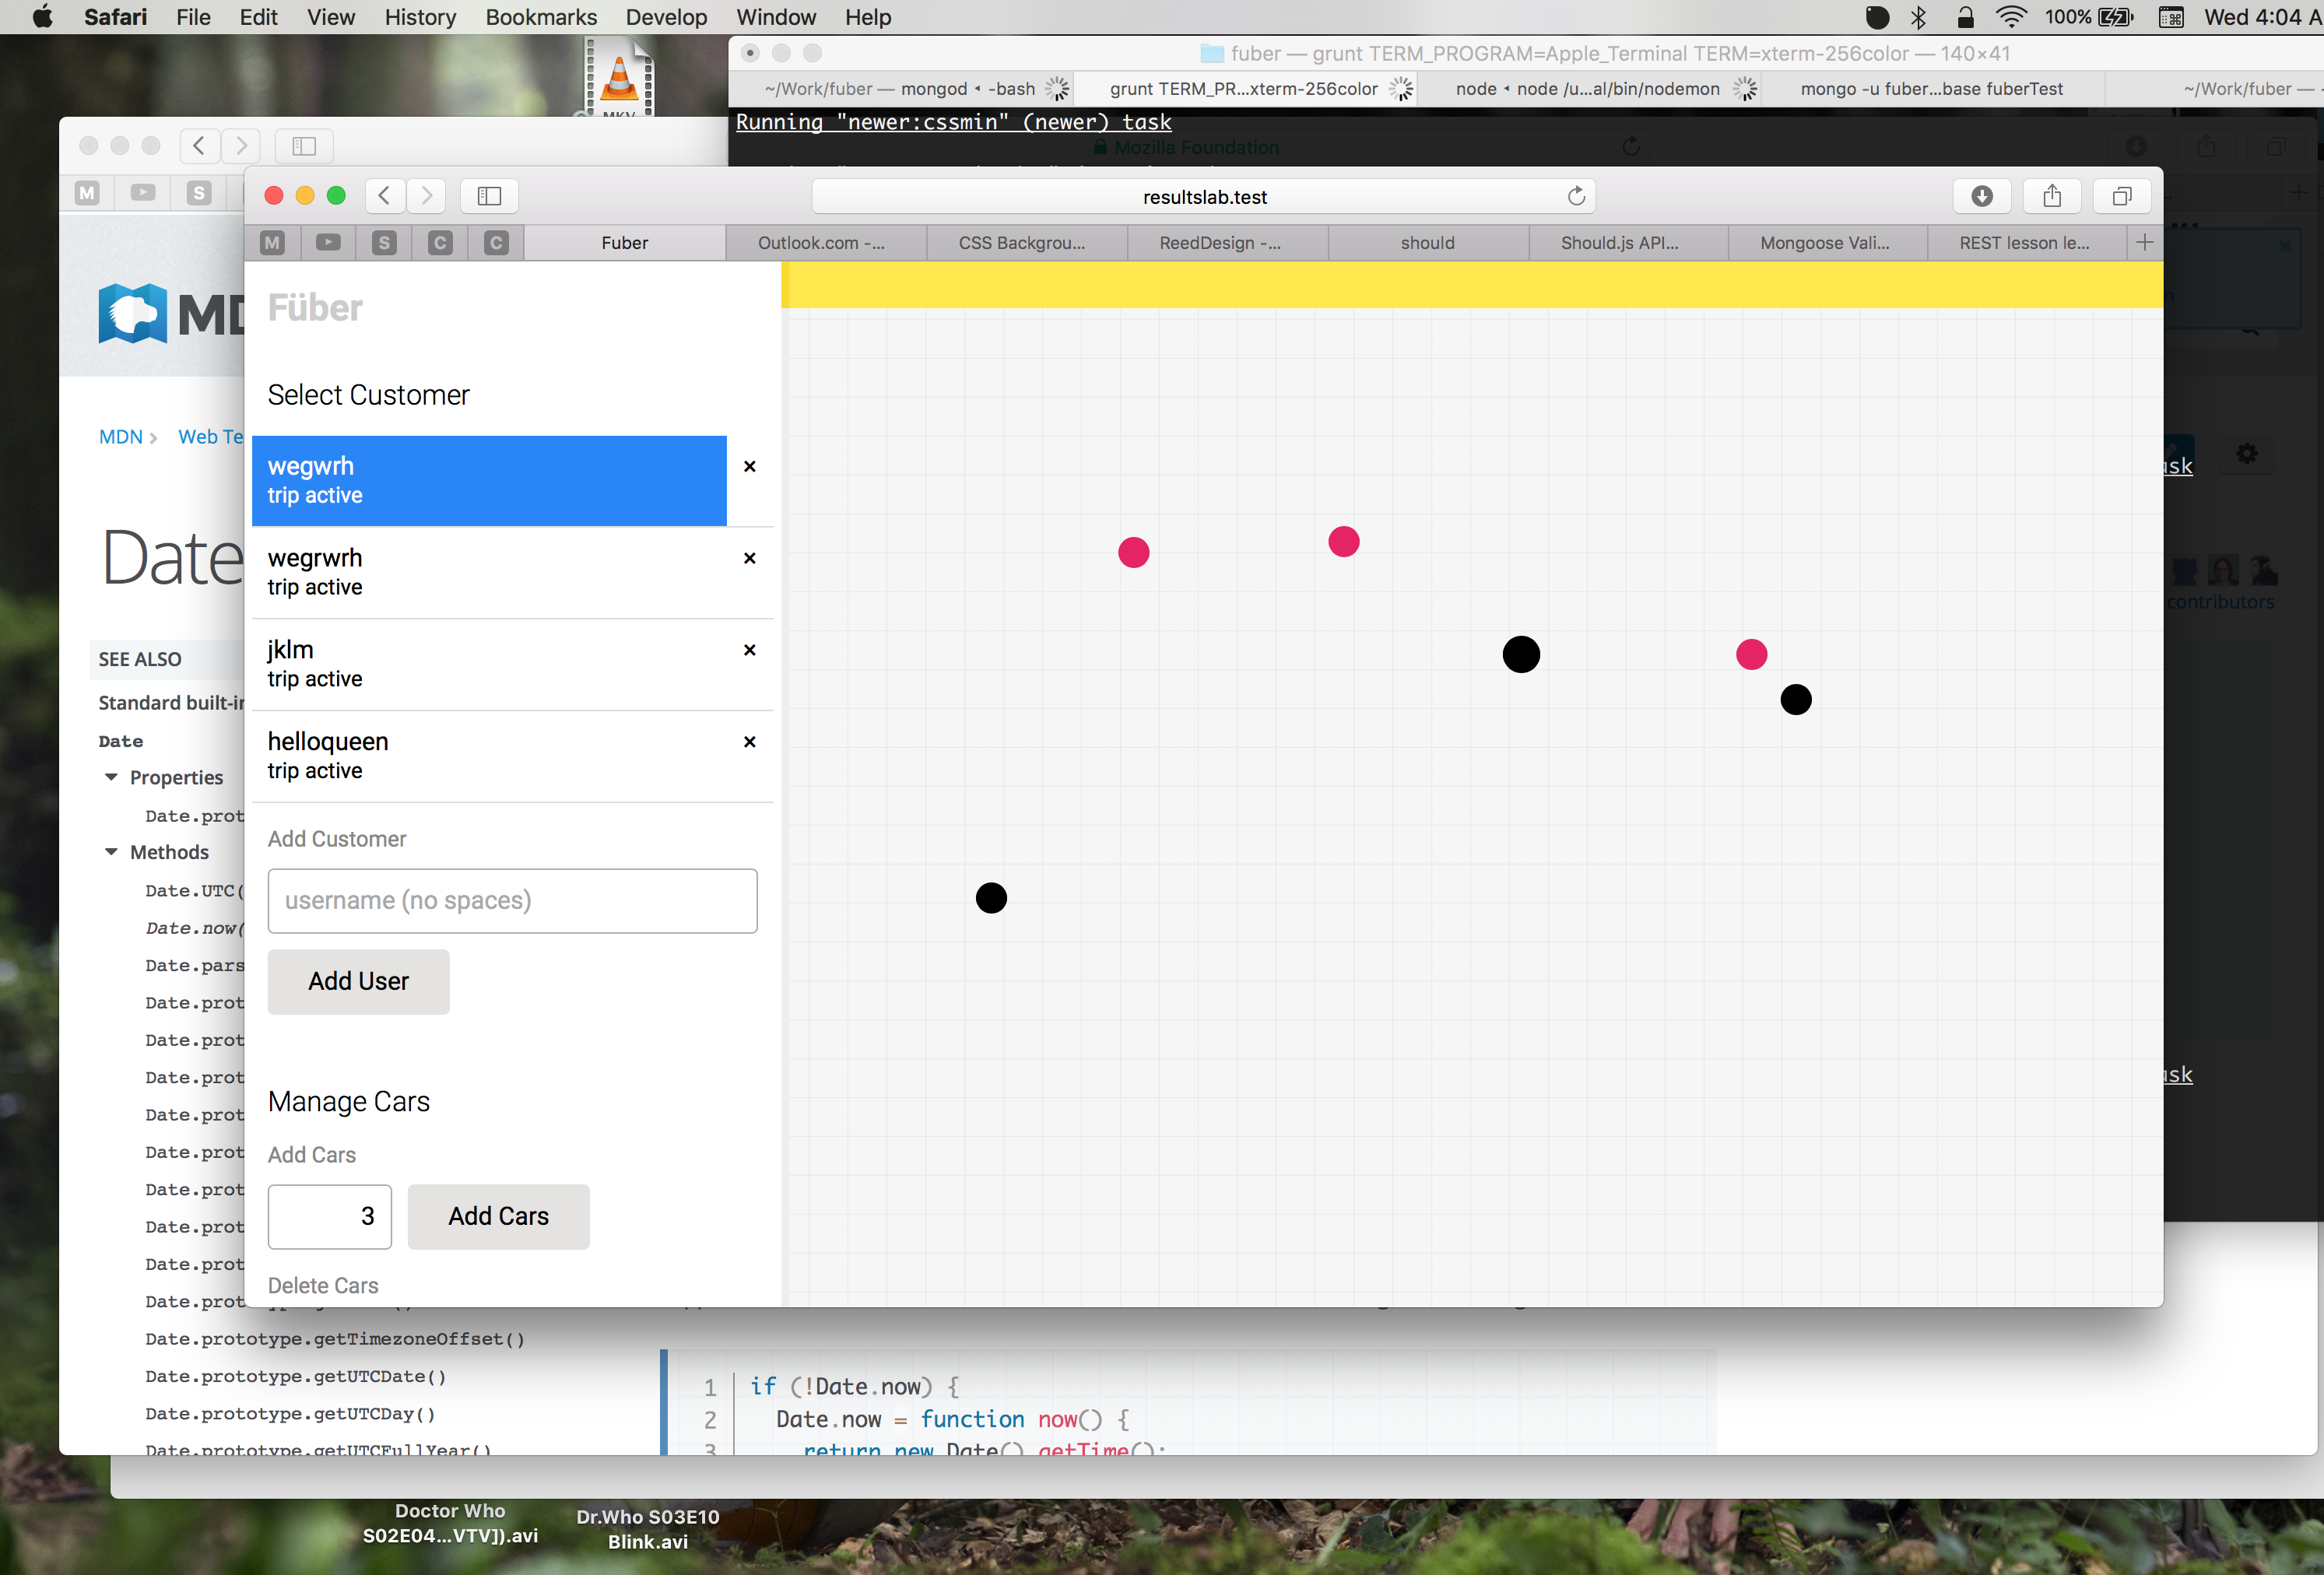 Safari File Edit View History Bookmarks Develop Window Help 100% Wed 4:04 A
fuber — grunt TERM_PROGRAM=Apple_Terminal TERM=xterm-256color — 140×41
~/Work/fuber — mongod ◂ -bash
grunt TERM_PR...xterm-256color
node ◂ node /u...al/bin/nodemon
mongo -u fuber...base fuberTest
~/Work/fuber —
Running "newer:cssmin" (newer) task
Mozilla Foundation
M S
resultslab.test
M S C C Fuber Outlook.com -... CSS Backgrou... ReedDesign -... should Should.js API... Mongoose Vali... REST lesson le...
MDN > Web Te
Date
SEE ALSO
Standard built-in
Date
Properties
Date.prot
Methods
Date.UTC(
Date.now(
Date.pars
Date.prot
Date.prot
Date.prot
Date.prot
Date.prot
Date.prot
Date.prot
Date.prot
Date.prot
Date.prototype.getTimezoneOffset()
Date.prototype.getUTCDate()
Date.prototype.getUTCDay()
Date.prototype.getUTCFullYear()
Füber
Select Customer
wegwrh ×
trip active
wegrwrh ×
trip active
jklm ×
trip active
helloqueen ×
trip active
Add Customer
username (no spaces)
Add User
Manage Cars
Add Cars
3 Add Cars
Delete Cars
ask
contributors
ask
1 if (!Date.now) {
2 Date.now = function now() {
3 return new Date().getTime();
Doctor Who
S02E04...VTV]).avi
Dr.Who S03E10
Blink.avi